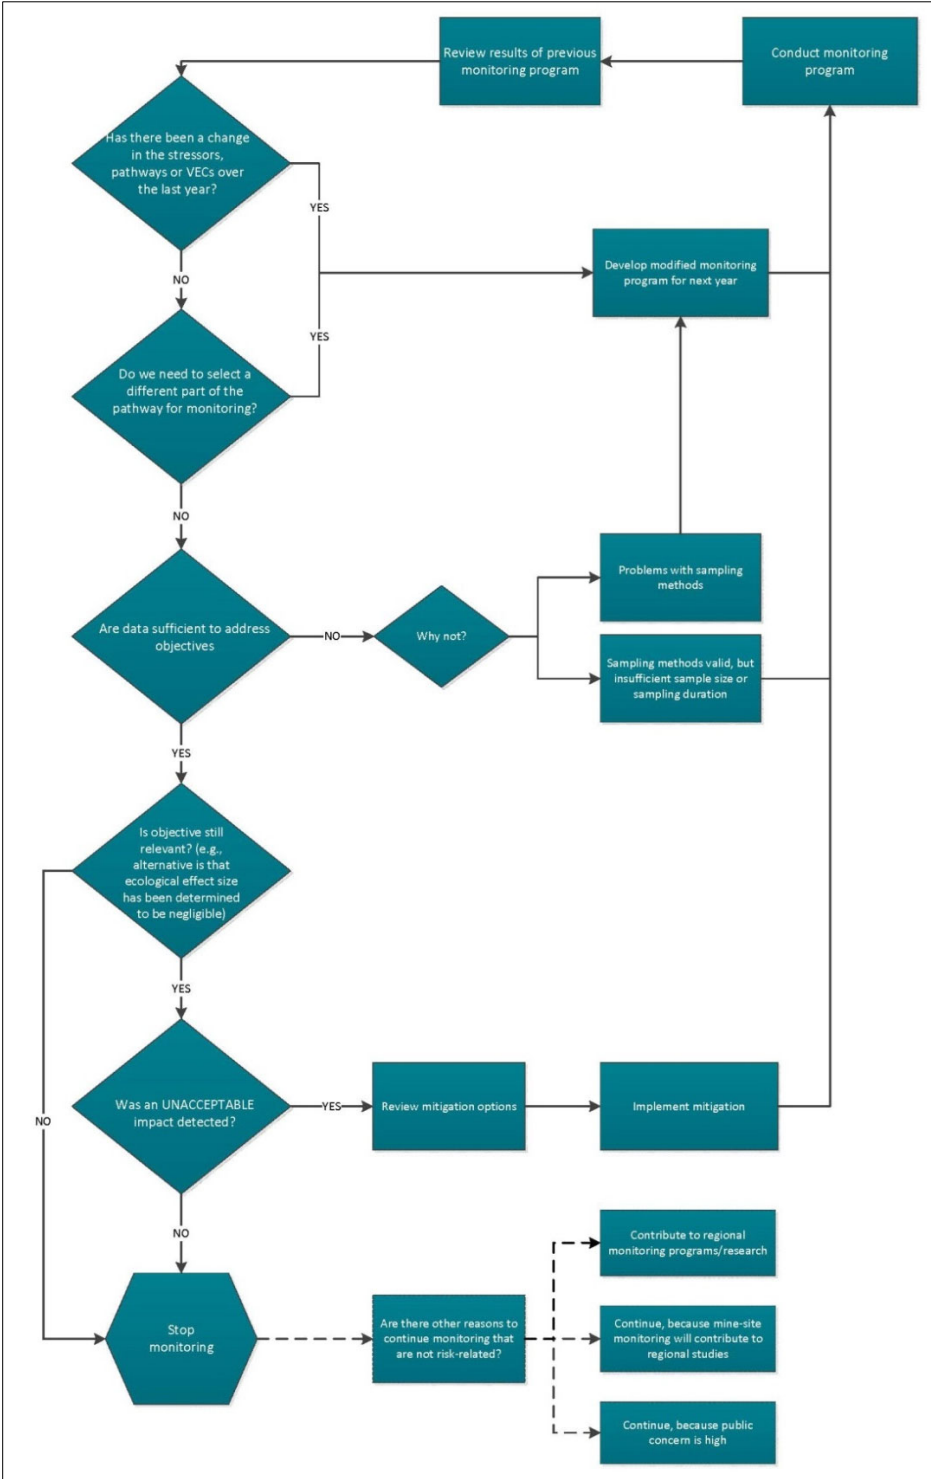 Review results of previous
monitoring program
Conduct monitoring
program
Has there been a change
in the stressors,
pathways or VECs over
the last year?
YES
NO
Develop modified monitoring
program for next year
YES
Do we need to select a
different part of the
pathway for monitoring?
NO
Problems with sampling
methods
Are data sufficient to address
objectives
NO
Why not?
Sampling methods valid, but
insufficient sample size or
sampling duration
YES
Is objective still
relevant? (e.g.,
alternative is that
ecological effect size
has been determined
to be negligible)
YES
Was an UNACCEPTABLE
impact detected?
YES
Review mitigation options
Implement mitigation
NO
NO
Contribute to regional
monitoring programs/research
Stop
monitoring
Are there other reasons to
continue monitoring that
are not risk-related?
Continue, because mine-site
monitoring will contribute to
regional studies
Continue, because public
concern is high